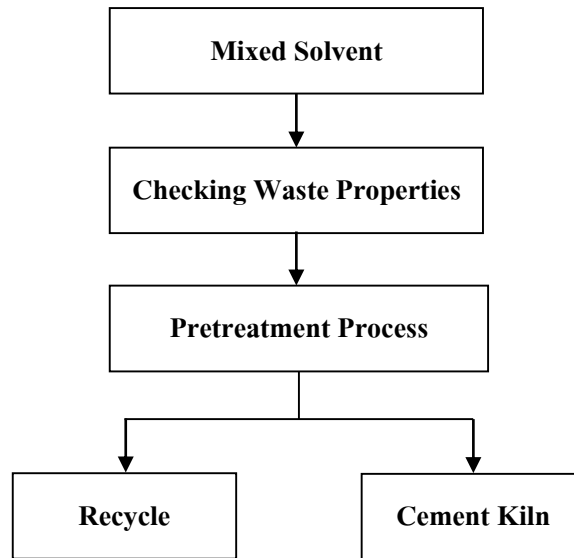 Mixed Solvent
Checking Waste Properties
Pretreatment Process
Recycle
Cement Kiln